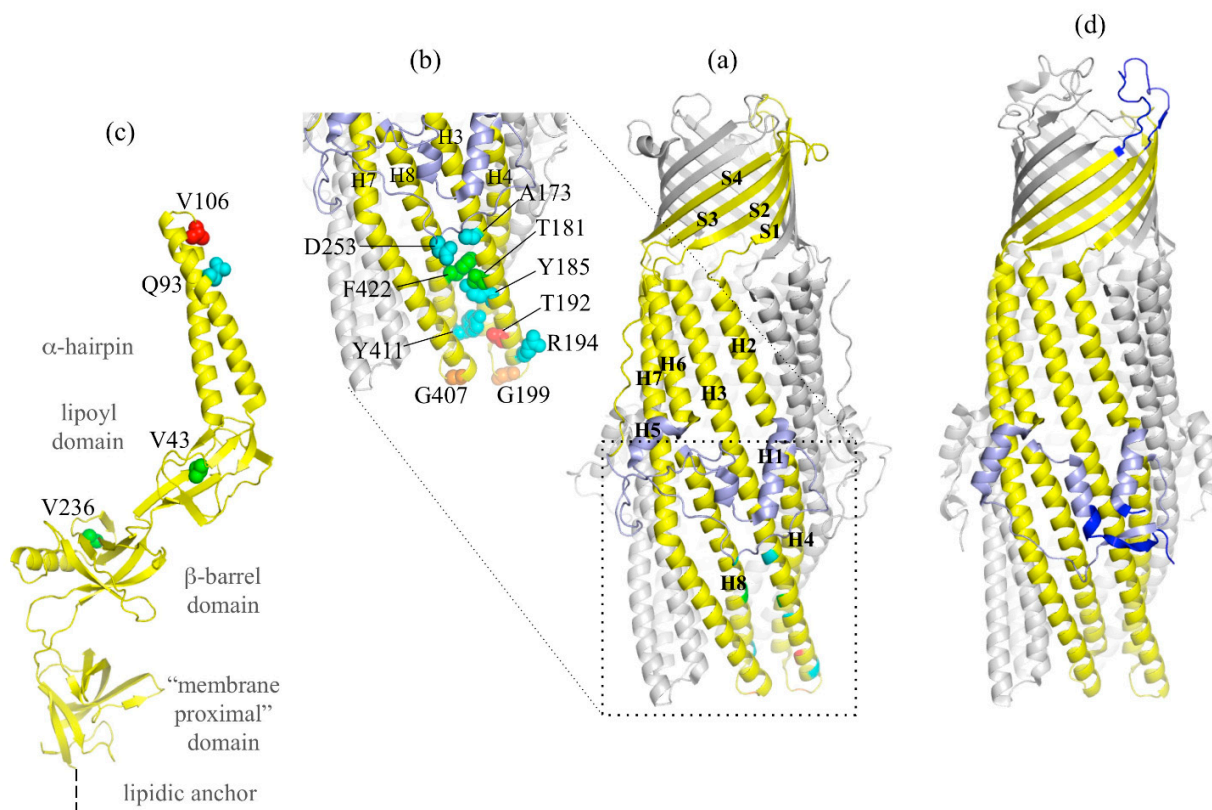 (d)
(a)
(b)
(c)
V106
Q93
α-hairpin
lipoyl
domain
V43
V236
β-barrel
domain
“membrane
proximal”
domain
lipidic anchor
H3
H7
H8
H4
A173
D253
T181
F422
Y185
T192
Y411
R194
G407
G199
S4
S3
S2
S1
H2
H7
H6
H3
H5
H1
H4
H8